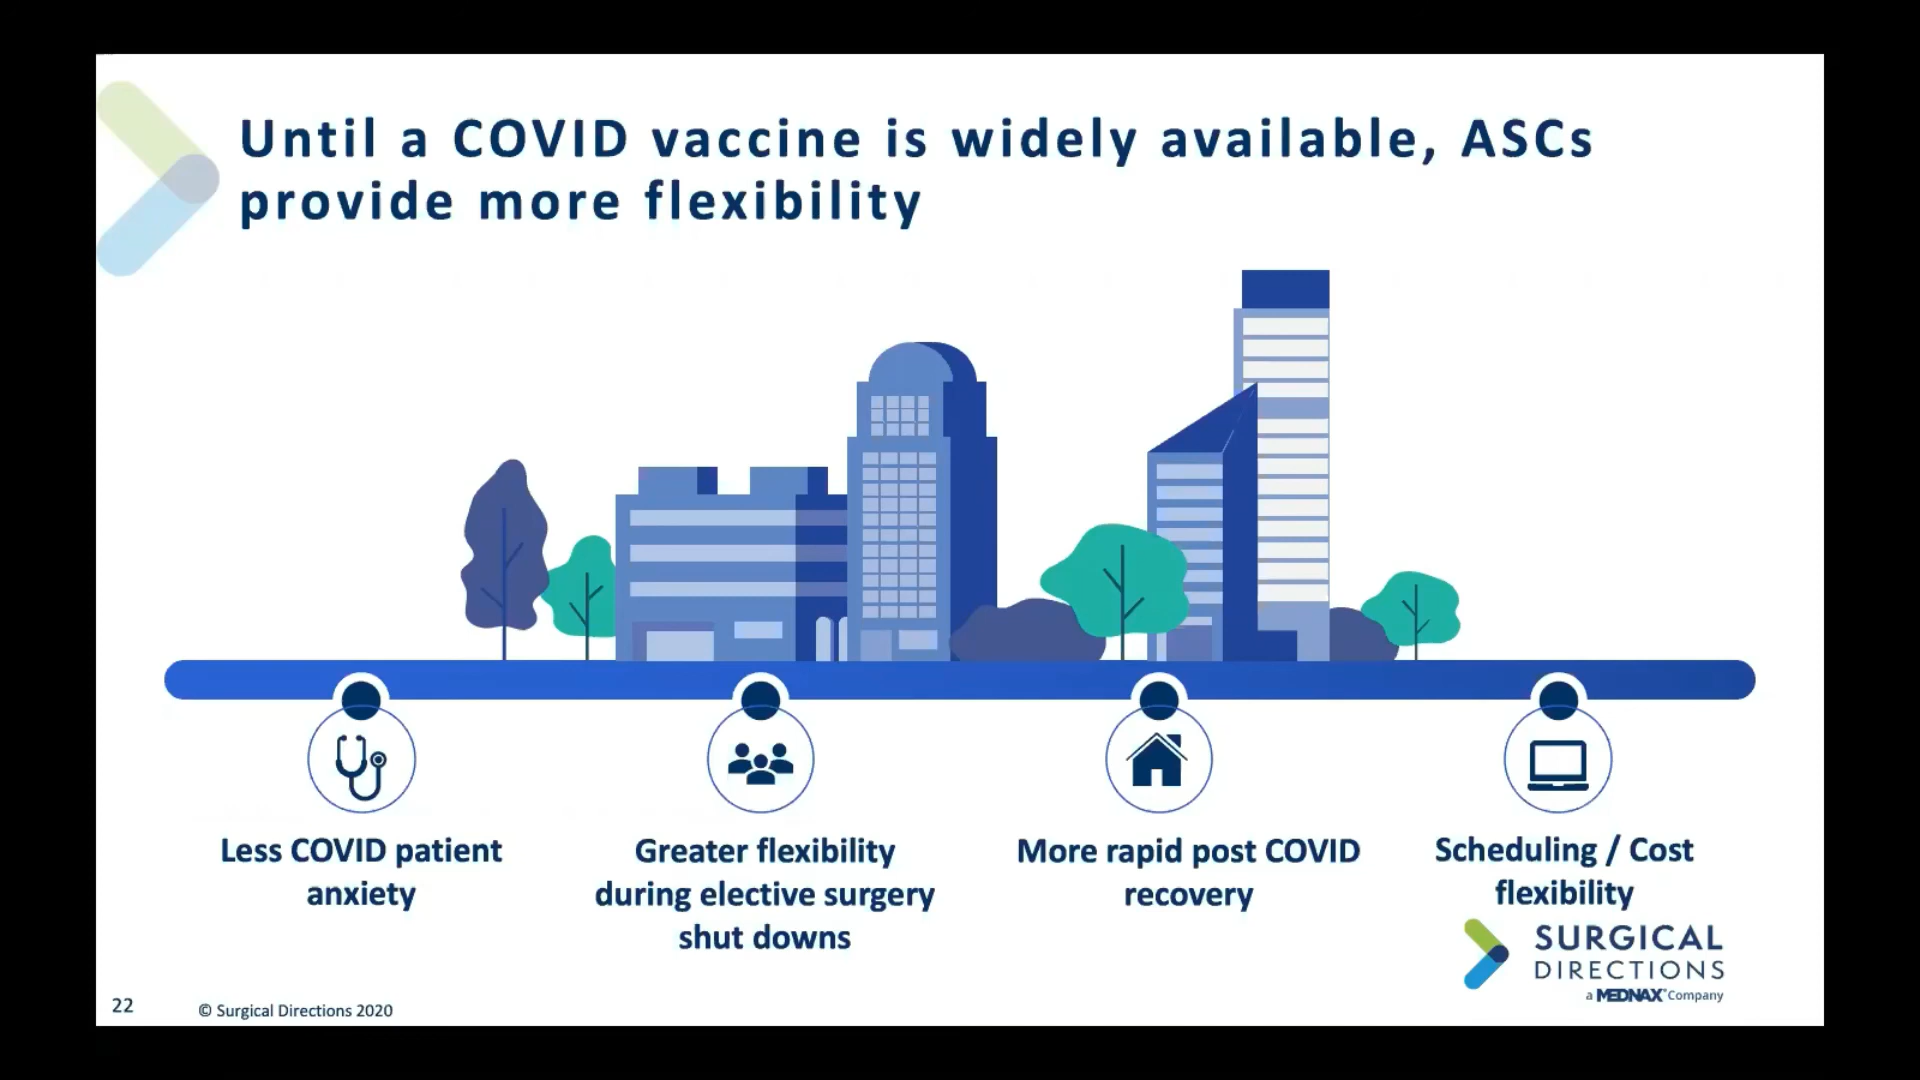 Until a COVID vaccine is widely available, ASCs
provide more flexibility
Less COVID patient
anxiety
Greater flexibility
during elective surgery
shut downs
More rapid post COVID
recovery
Scheduling / Cost
flexibility
SURGICAL
DIRECTIONS
a MEDNAX® Company
22
© Surgical Directions 2020